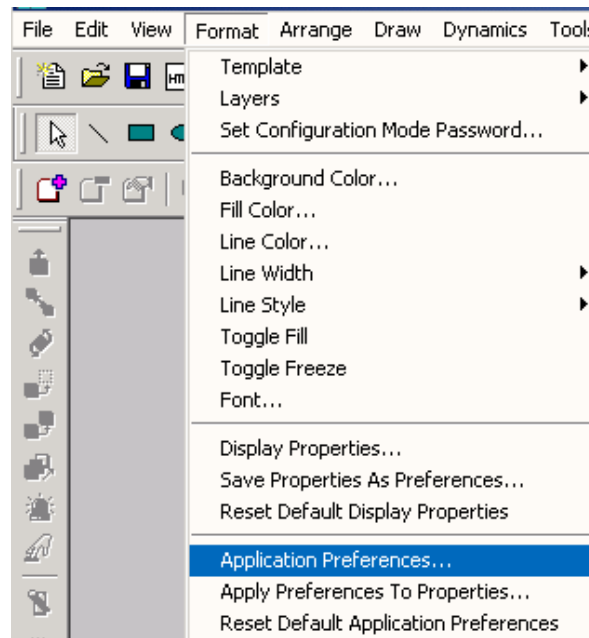 File Edit View Format Arrange Draw Dynamics Tools
Template
Layers
Set Configuration Mode Password...
Background Color...
Fill Color...
Line Color...
Line Width
Line Style
Toggle Fill
Toggle Freeze
Font...
Display Properties...
Save Properties As Preferences...
Reset Default Display Properties
Application Preferences...
Apply Preferences To Properties...
Reset Default Application Preferences